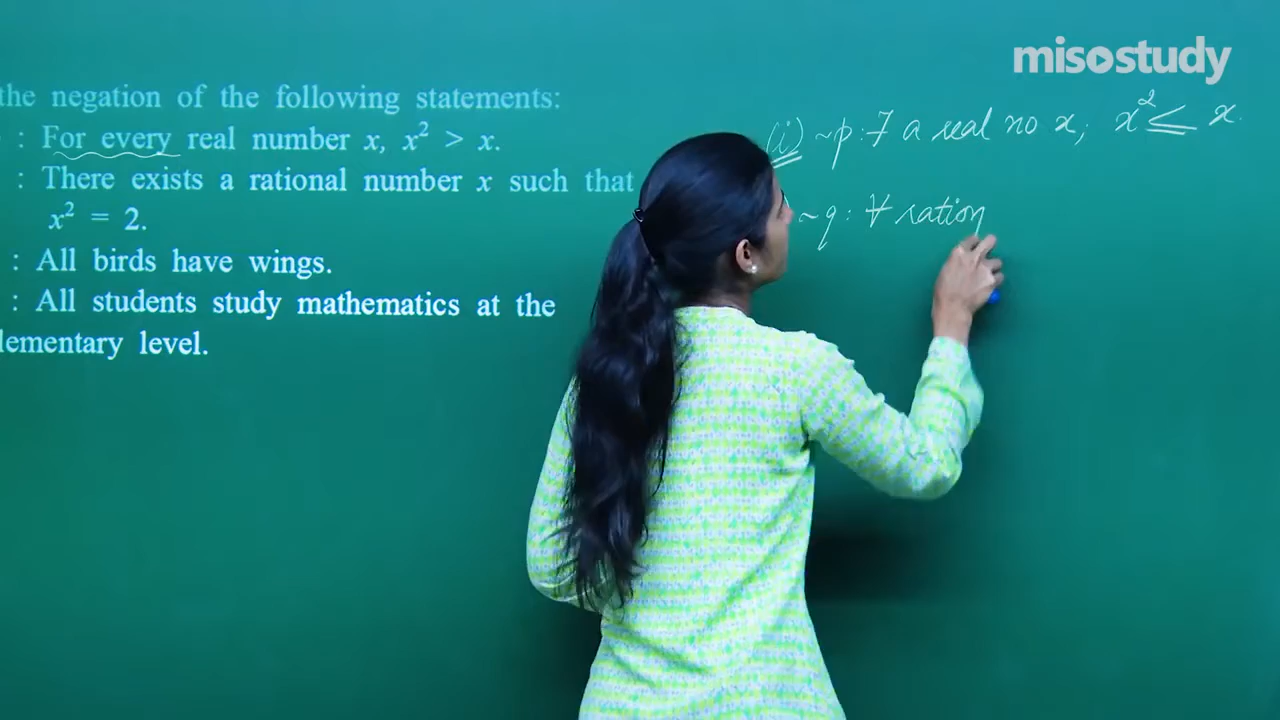 misostudy
the negation of the following statements:
: For every real number x, x² > x.
: There exists a rational number x such that
x² = 2.
: All birds have wings.
: All students study mathematics at the
lementary level.
(i) ~p : ∃ a real no x; x² ≤ x.
~q : ∀ ration